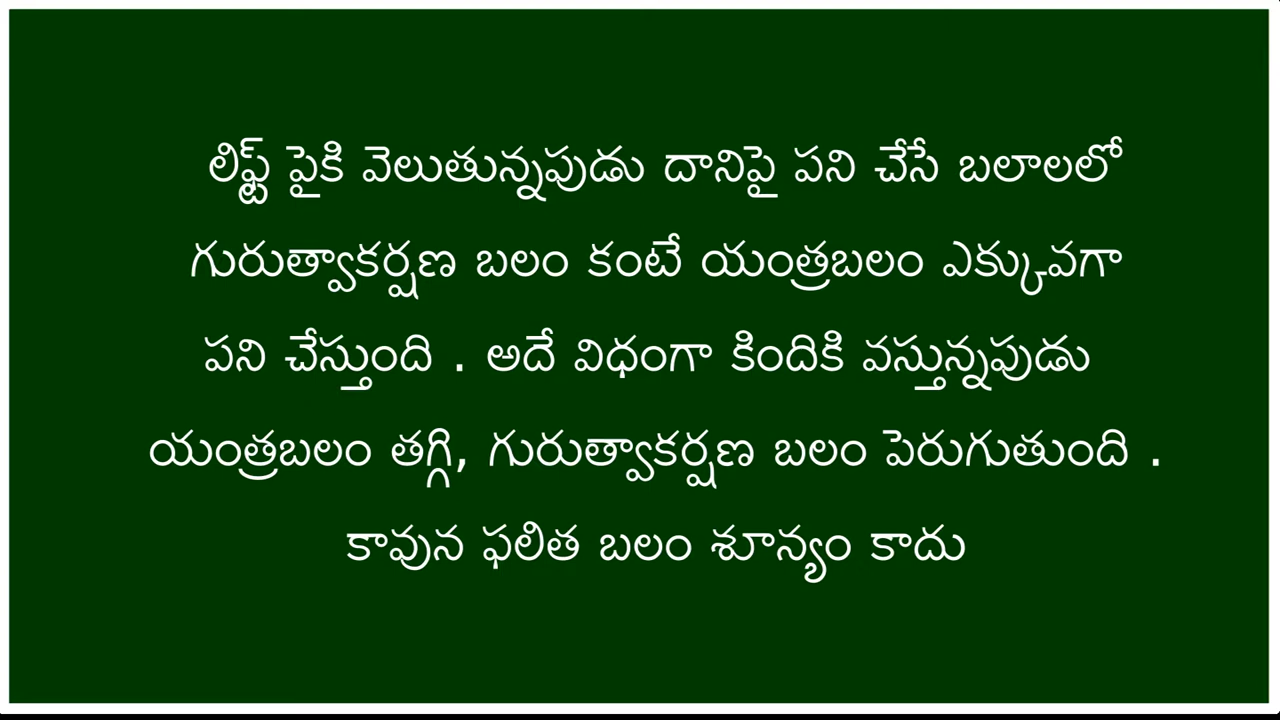 లిఫ్ట్ పైకి వెలుతున్నపుడు దానిపై పని చేసే బలాలలో
గురుత్వాకర్షణ బలం కంటే యంత్రబలం ఎక్కువగా
పని చేస్తుంది . అదే విధంగా కిందికి వస్తున్నపుడు
యంత్రబలం తగ్గి, గురుత్వాకర్షణ బలం పెరుగుతుంది .
కావున ఫలిత బలం శూన్యం కాదు